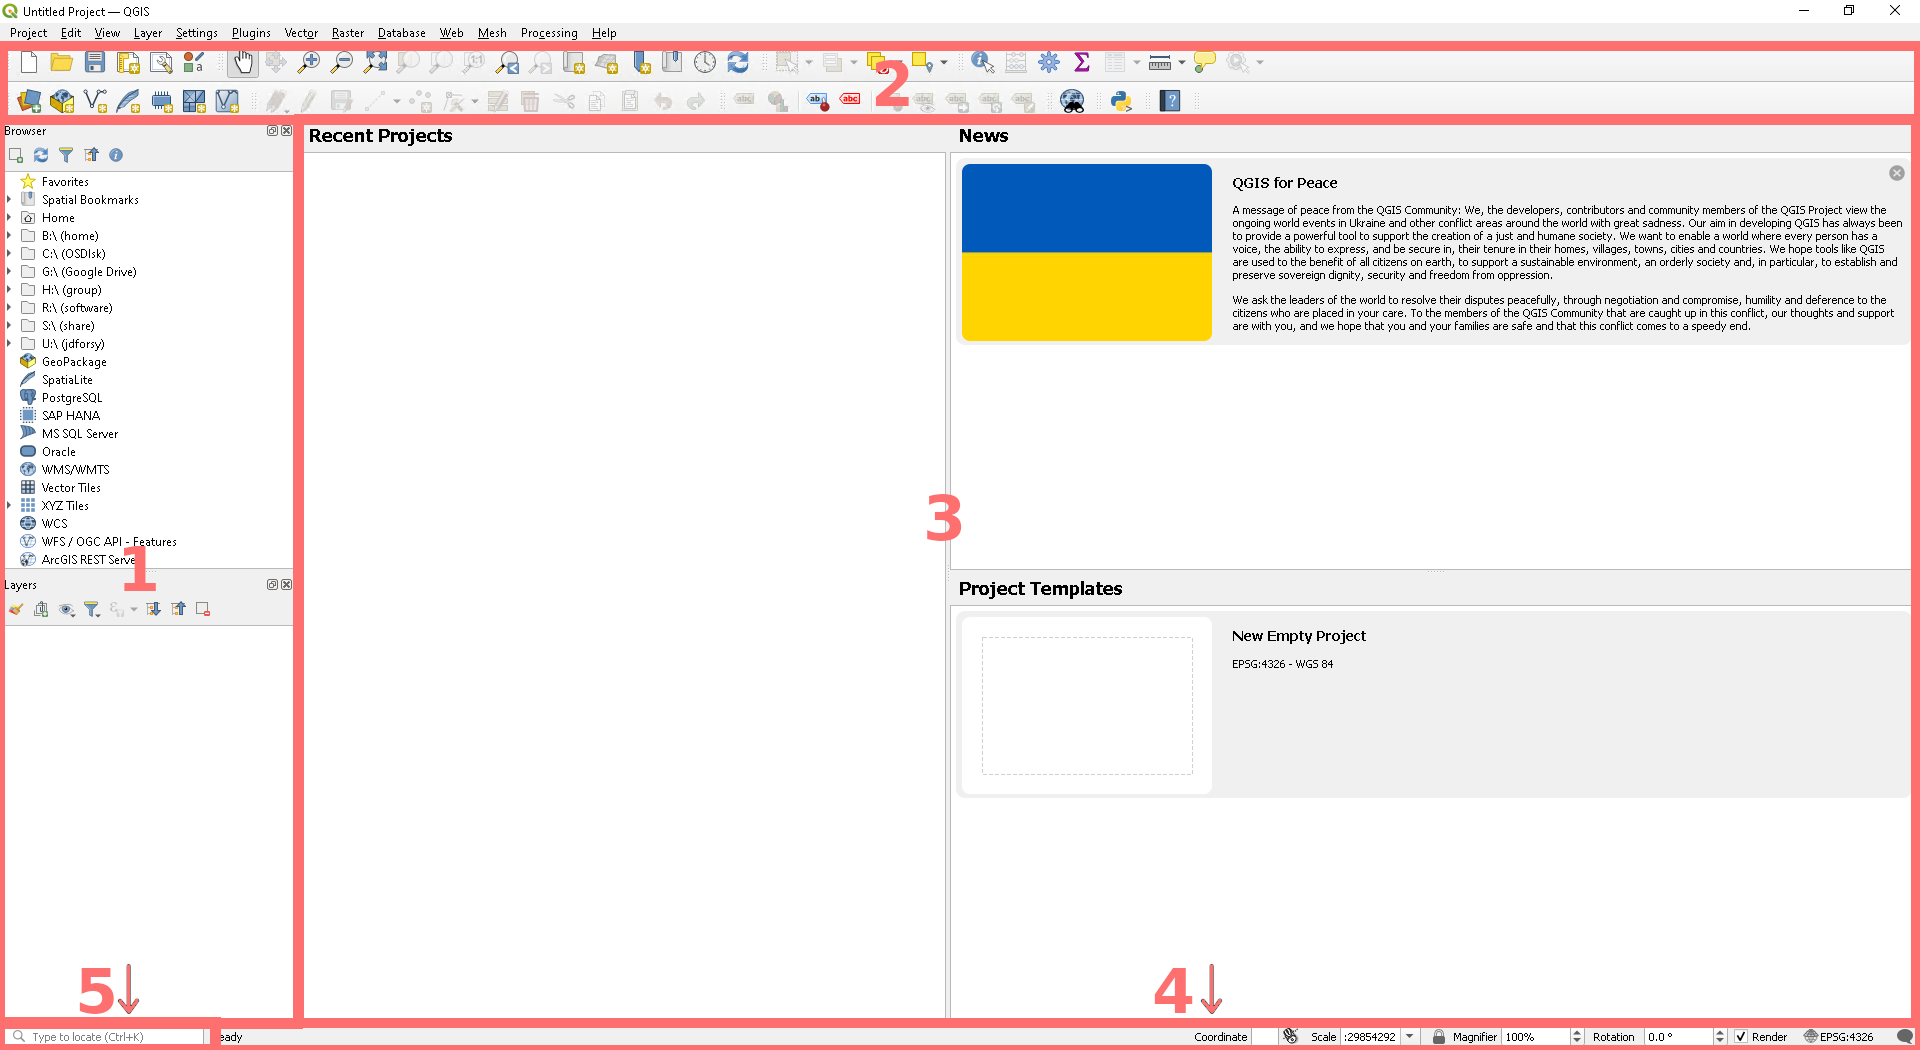 Untitled Project — QGIS
Project Edit View Layer Settings Plugins Vector Raster Database Web Mesh Processing Help
2
Browser
Recent Projects
News
Favorites
Spatial Bookmarks
Home
B:\ (home)
C:\ (OSDIsk)
G:\ (Google Drive)
H:\ (group)
R:\ (software)
S:\ (share)
U:\ (jdforsy)
GeoPackage
SpatiaLite
PostgreSQL
SAP HANA
MS SQL Server
Oracle
WMS/WMTS
Vector Tiles
XYZ Tiles
WCS
WFS / OGC API - Features
ArcGIS REST Serve
1
Layers
QGIS for Peace
A message of peace from the QGIS Community: We, the developers, contributors and community members of the QGIS Project view the
ongoing world events in Ukraine and other conflict areas around the world with great sadness. Our aim in developing QGIS has always been
to provide a powerful tool to support the creation of a just and humane society. We want to enable a world where every person has a
voice, the ability to express, and be secure in, their tenure in their homes, villages, towns, cities and countries. We hope tools like QGIS
are used to the benefit of all citizens on earth, to support a sustainable environment, an orderly society and, in particular, to establish and
preserve sovereign dignity, security and freedom from oppression.
We ask the leaders of the world to resolve their disputes peacefully, through negotiation and compromise, humility and deference to the
citizens who are placed in your care. To the members of the QGIS Community that are caught up in this conflict, our thoughts and support
are with you, and we hope that you and your families are safe and that this conflict comes to a speedy end.
3
Project Templates
New Empty Project
EPSG:4326 - WGS 84
5
4
Type to locate (Ctrl+K)
eady
Coordinate Scale :29854292 Magnifier 100% Rotation 0.0 ° Render EPSG:4326